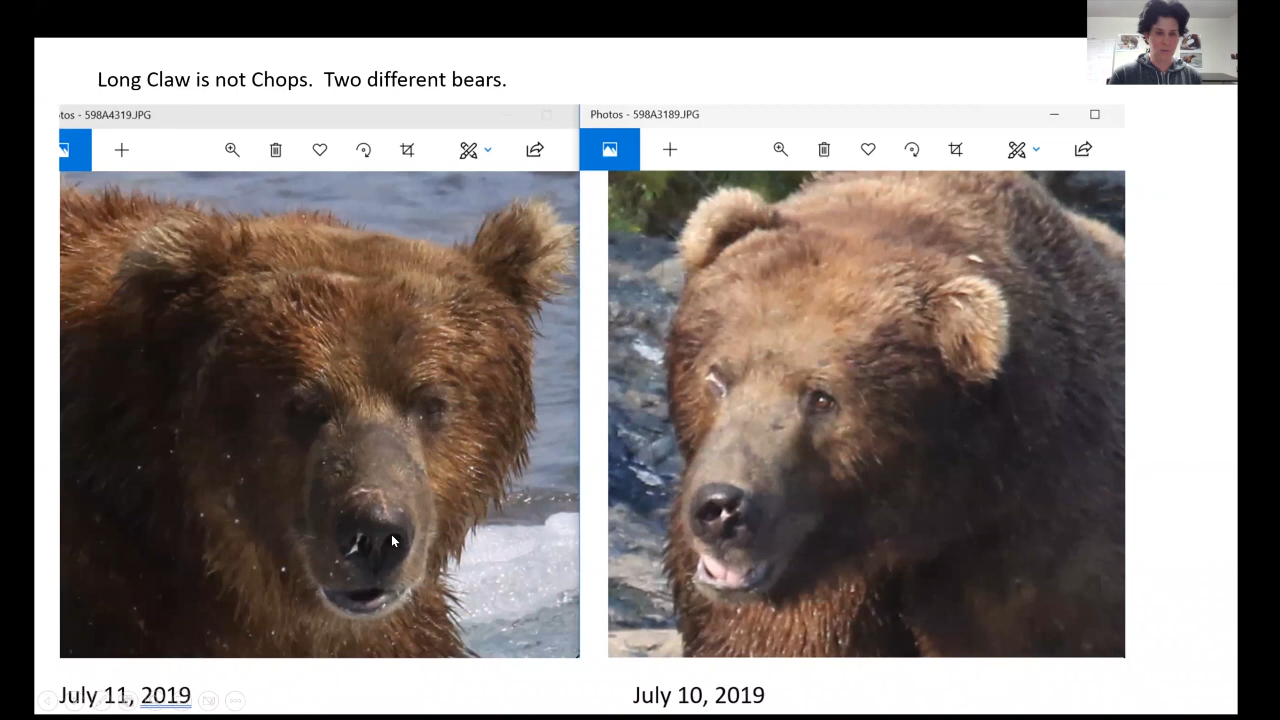 Long Claw is not Chops.  Two different bears.
tos - 598A4319.JPG
Photos - 598A3189.JPG
July 11, 2019
July 10, 2019